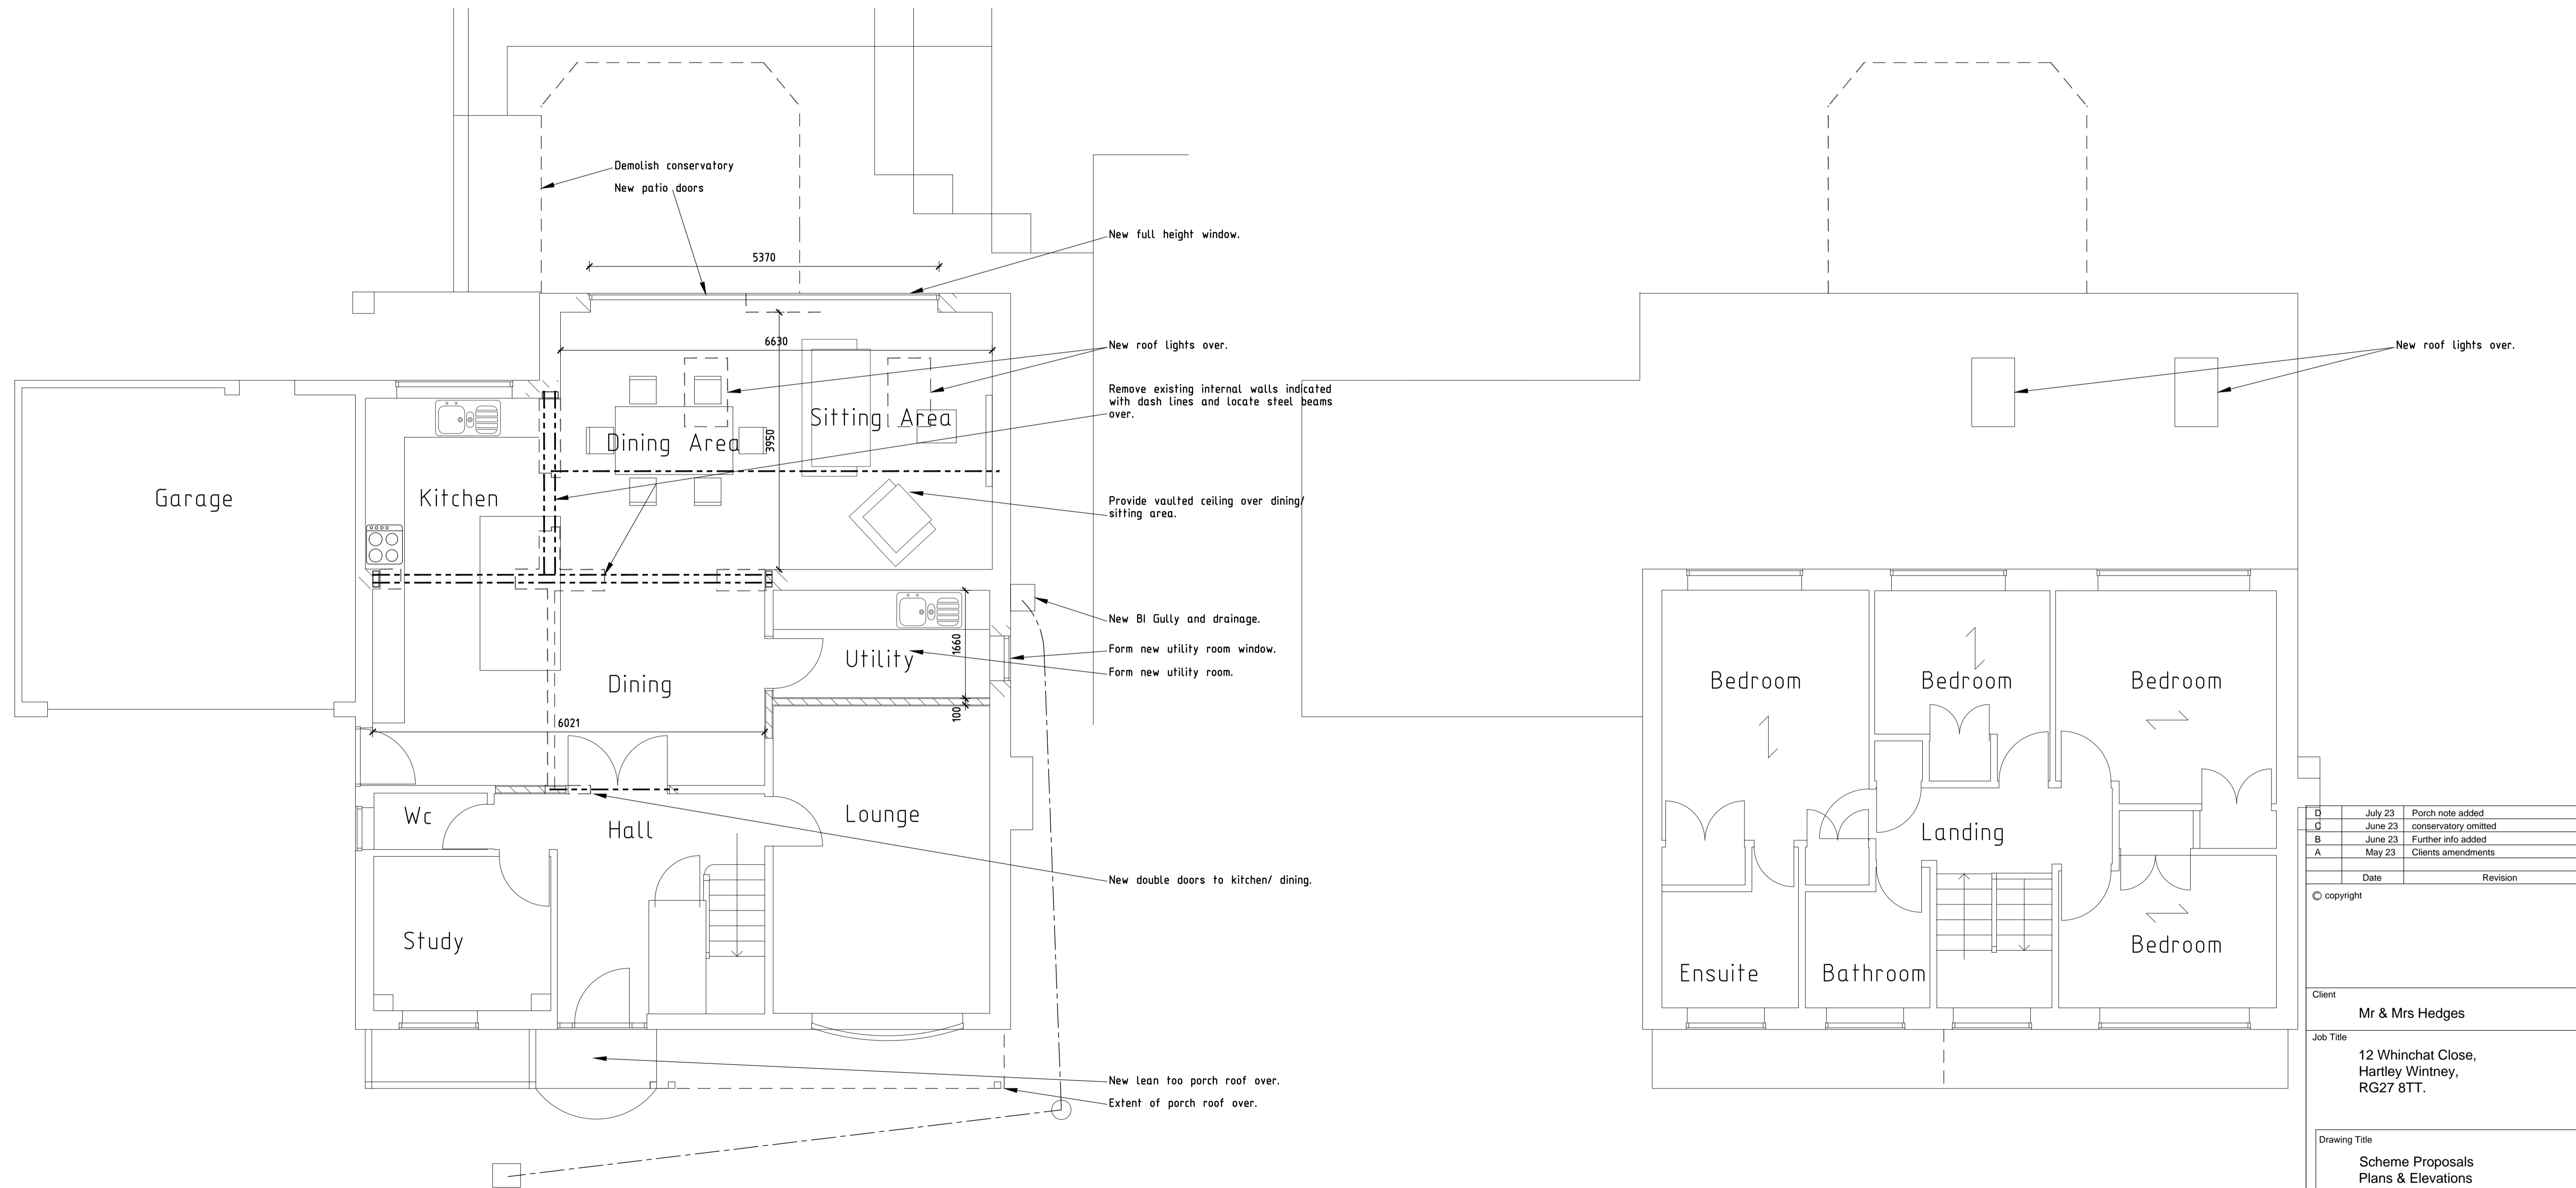 Demolish conservatory
New patio doors
New full height window.
5370
6630
New roof lights over.
Remove existing internal walls indicated
with dash lines and locate steel beams
over.
Sitting Area
Dining Area
3950
Garage
Kitchen
Provide vaulted ceiling over dining/
sitting area.
New BI Gully and drainage.
Form new utility room window.
Utility
1660
Form new utility room.
Dining
100
6021
Wc
Hall
Lounge
New double doors to kitchen/ dining.
Study
New lean too porch roof over.
Extent of porch roof over.
New roof lights over.
Bedroom
Bedroom
Bedroom
Landing
Bedroom
Ensuite
Bathroom
D July 23 Porch note added
C June 23 conservatory omitted
B June 23 Further info added
A May 23 Clients amendments
Date Revision
© copyright
Client
Mr & Mrs Hedges
Job Title
12 Whinchat Close,
Hartley Wintney,
RG27 8TT.
Drawing Title
Scheme Proposals
Plans & Elevations